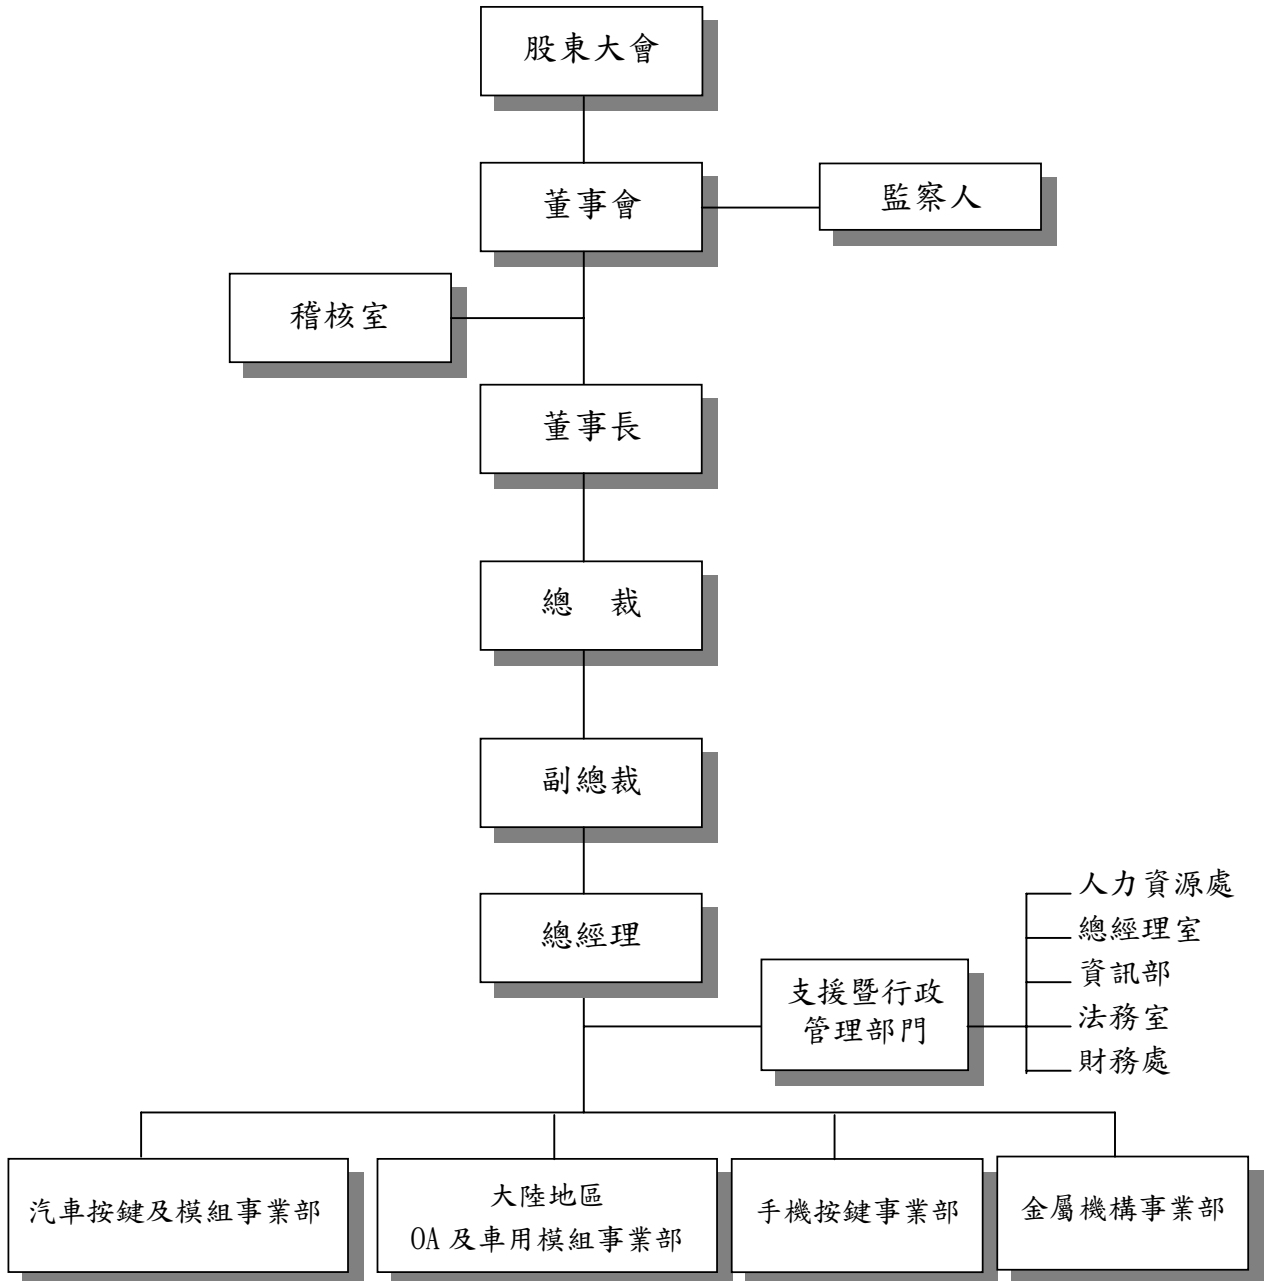 股東大會
董事會
監察人
稽核室
董事長
總　裁
副總裁
總經理
支援暨行政
管理部門
人力資源處
總經理室
資訊部
法務室
財務處
汽車按鍵及模組事業部
大陸地區
OA 及車用模組事業部
手機按鍵事業部
金屬機構事業部